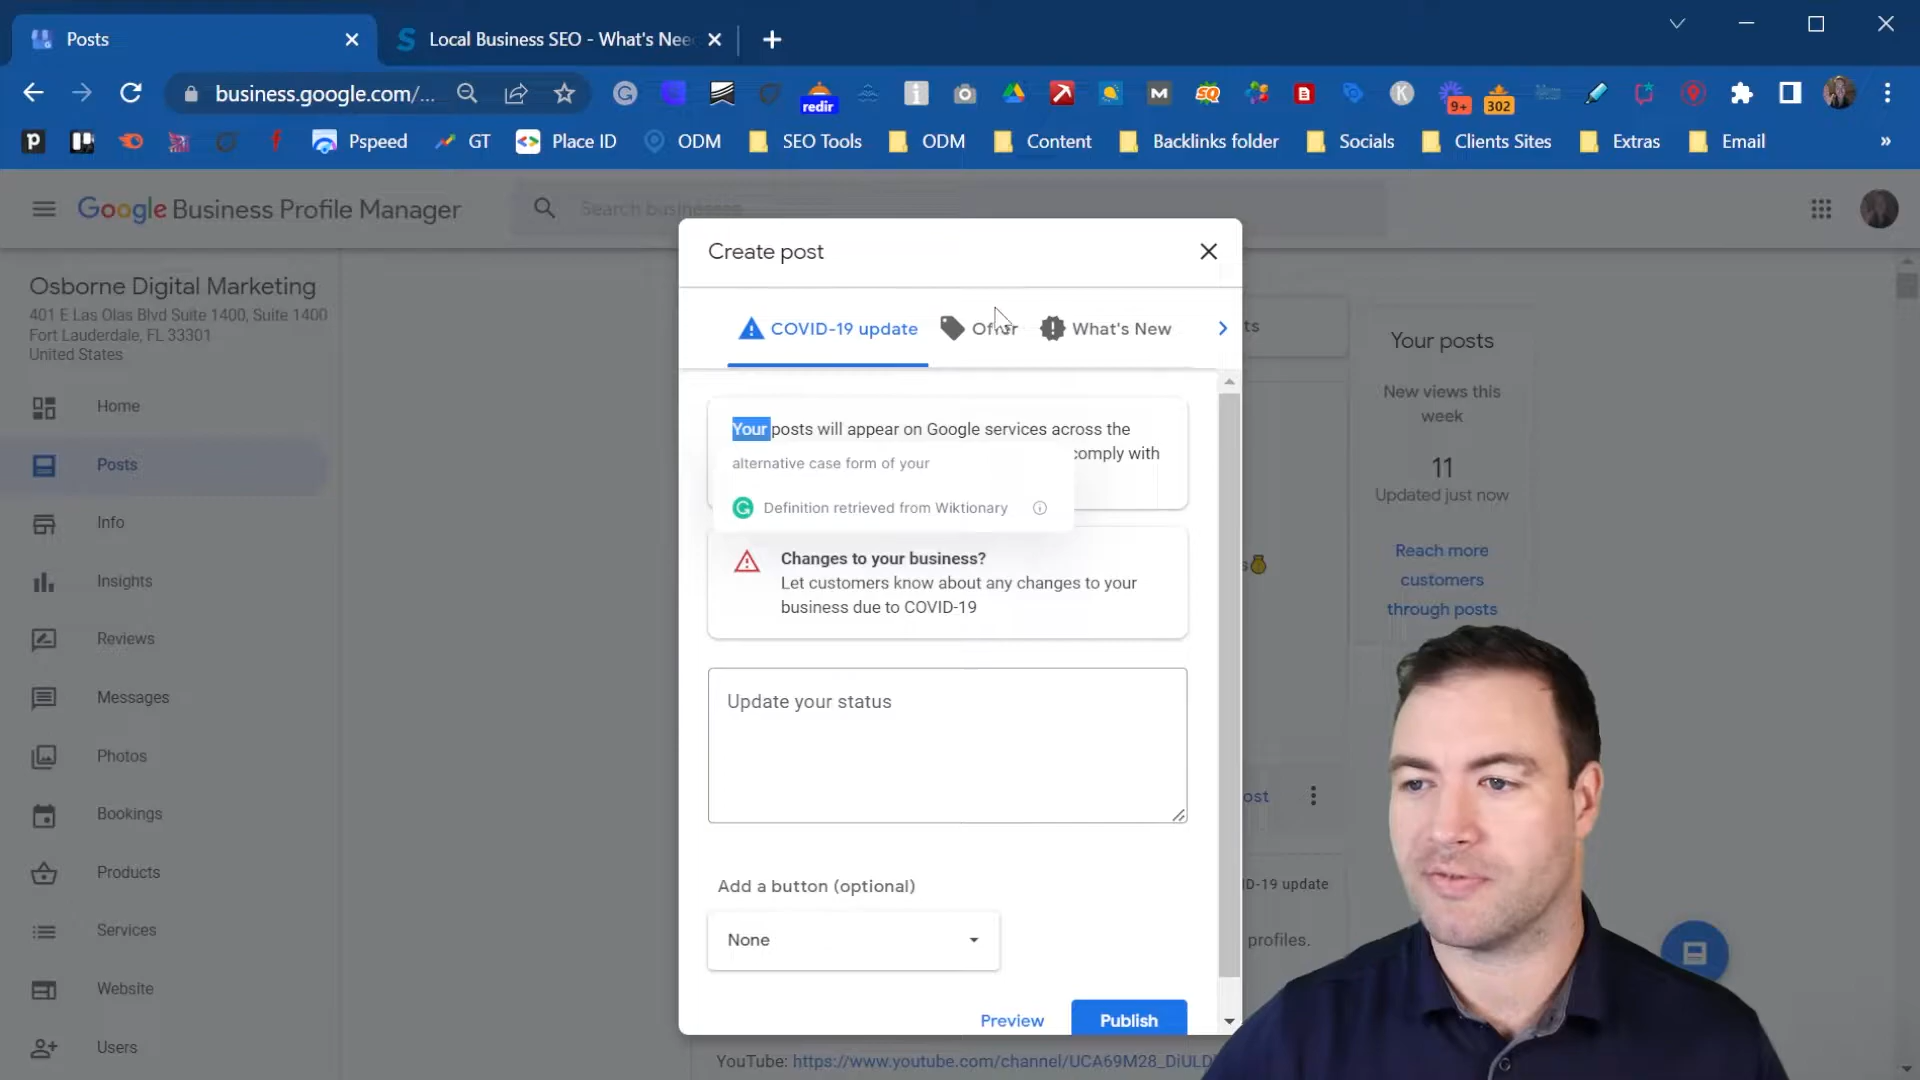 Posts
Local Business SEO - What's Nee
business.google.com/...
redir
9+
302
Pspeed
GT
Place ID
ODM
SEO Tools
ODM
Content
Backlinks folder
Socials
Clients Sites
Extras
Email
»
Google Business Profile Manager
Search businesses
Osborne Digital Marketing
401 E Las Olas Blvd Suite 1400, Suite 1400
Fort Lauderdale, FL 33301
United States
Home
Posts
Info
Insights
Reviews
Messages
Photos
Bookings
Products
Services
Website
Users
Create post
COVID-19 update
Offer
What's New
Your posts will appear on Google services across the
comply with
alternative case form of your
Definition retrieved from Wiktionary
Changes to your business?
Let customers know about any changes to your
business due to COVID-19
Update your status
Add a button (optional)
None
Preview
Publish
YouTube: https://www.youtube.com/channel/UCA69M28_DiULD
ts
s
ost
D-19 update
profiles.
Your posts
New views this
week
11
Updated just now
Reach more
customers
through posts